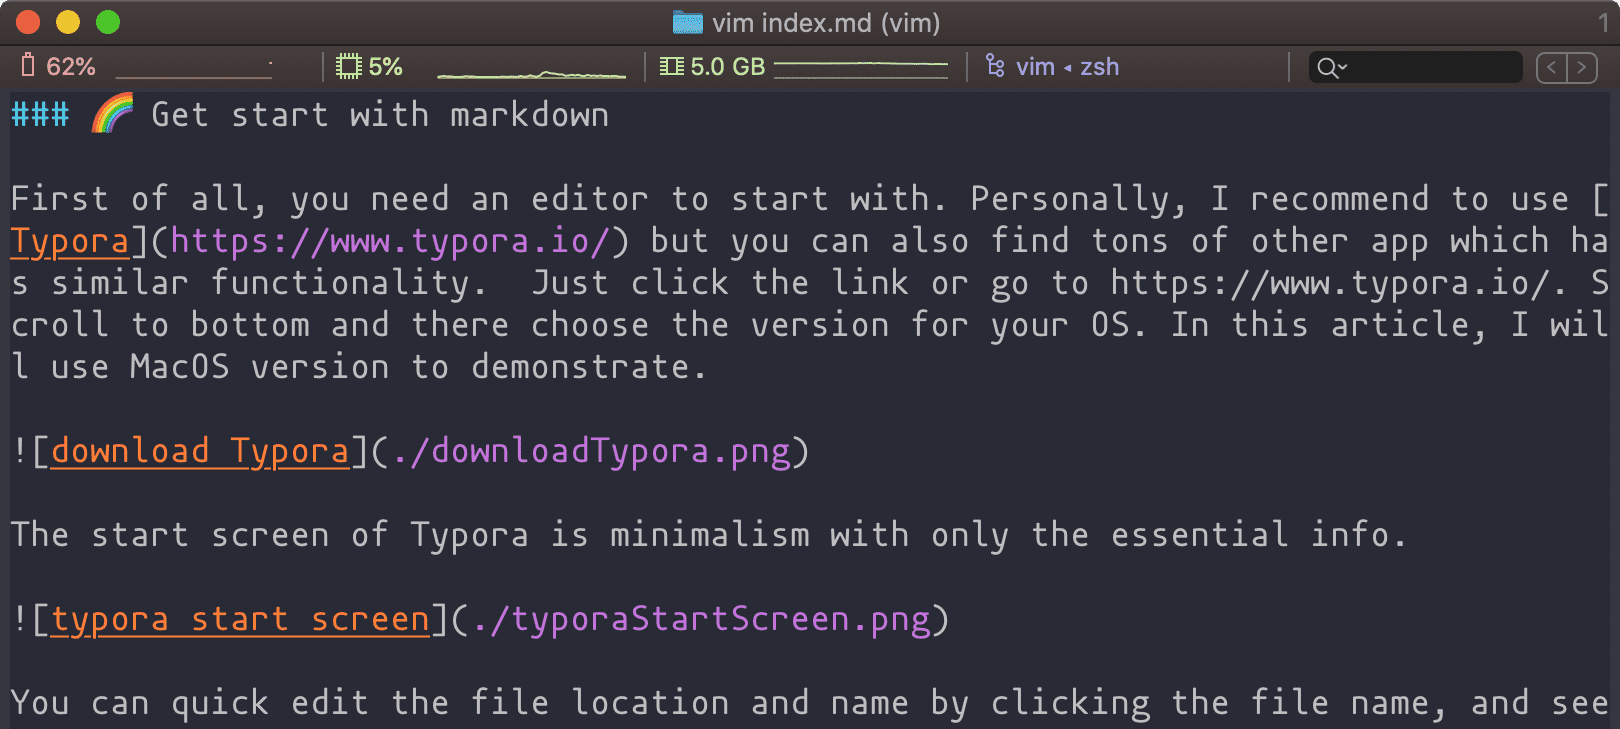 vim index.md (vim)
1
62%
5%
5.0 GB
vim ◂ zsh
### 🌈 Get start with markdown
First of all, you need an editor to start with. Personally, I recommend to use [
Typora](https://www.typora.io/) but you can also find tons of other app which ha
s similar functionality.  Just click the link or go to https://www.typora.io/. S
croll to bottom and there choose the version for your OS. In this article, I wil
l use MacOS version to demonstrate.
![download Typora](./downloadTypora.png)
The start screen of Typora is minimalism with only the essential info.
![typora start screen](./typoraStartScreen.png)
You can quick edit the file location and name by clicking the file name, and see